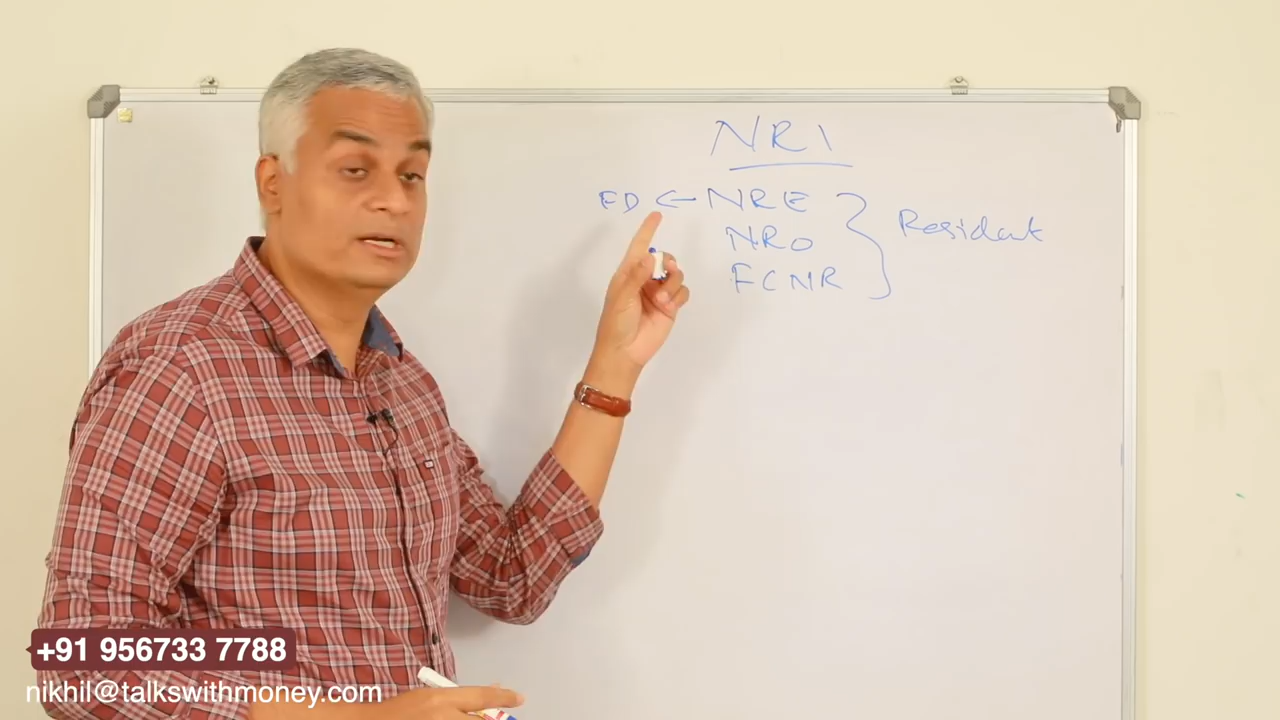 NRI
FD ← NRE
NRO
FCNR
Resident
+91 956733 7788
nikhil@talkswithmoney.com